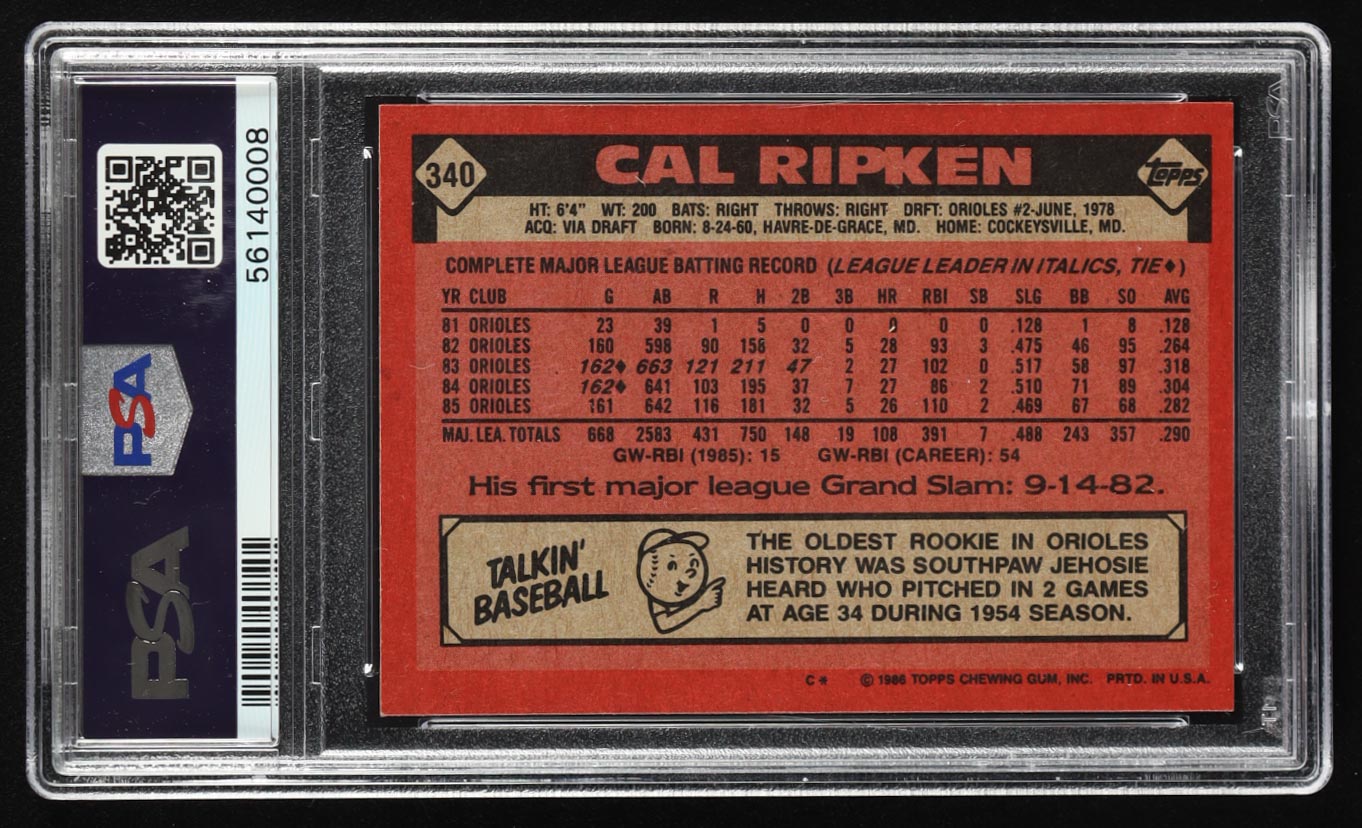 56140008
PSA
PSA
340
CAL RIPKEN
topps
HT: 6'4" WT: 200 BATS: RIGHT THROWS: RIGHT DRFT: ORIOLES #2-JUNE, 1978
ACQ: VIA DRAFT BORN: 8-24-60, HAVRE-DE-GRACE, MD. HOME: COCKEYSVILLE, MD.
COMPLETE MAJOR LEAGUE BATTING RECORD (LEAGUE LEADER IN ITALICS, TIE♦)
YR CLUB G AB R H 2B 3B HR RBI SB SLG BB SO AVG
81 ORIOLES 23 39 1 5 0 0 0 0 0 .128 1 8 .128
82 ORIOLES 160 598 90 158 32 5 28 93 3 .475 46 95 .264
83 ORIOLES 162♦ 663 121 211 47 2 27 102 0 .517 58 97 .318
84 ORIOLES 162♦ 641 103 195 37 7 27 86 2 .510 71 89 .304
85 ORIOLES 161 642 116 181 32 5 26 110 2 .469 67 68 .282
MAJ. LEA. TOTALS 668 2583 431 750 148 19 108 391 7 .488 243 357 .290
GW-RBI (1985): 15 GW-RBI (CAREER): 54
His first major league Grand Slam: 9-14-82.
TALKIN'
BASEBALL
THE OLDEST ROOKIE IN ORIOLES
HISTORY WAS SOUTHPAW JEHOSIE
HEARD WHO PITCHED IN 2 GAMES
AT AGE 34 DURING 1954 SEASON.
C* © 1986 TOPPS CHEWING GUM, INC. PRTD. IN U.S.A.
PSA